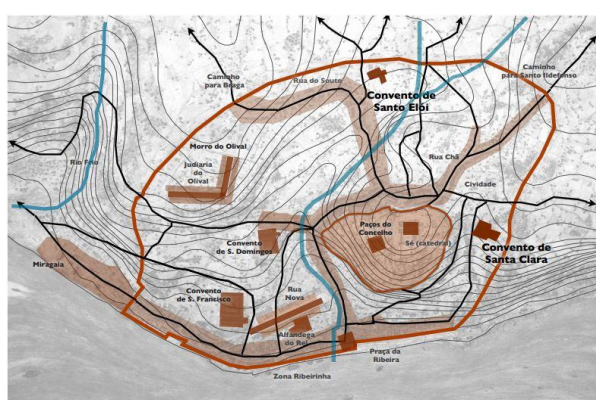 Caminho
para Braga
Rua do Souto
Caminho
para Santo Ildefonso
Convento de
Santo Elói
Morro do Olival
Judiaria
do
Olival
Rio Frio
Rua Chã
Cividade
Paços do
Concelho
Sé (catedral)
Convento
de S. Domingos
Convento de
Santa Clara
Miragaia
Convento
de S. Francisco
Rua
Nova
Alfândega
do Rei
Praça da
Ribeira
Zona Ribeirinha